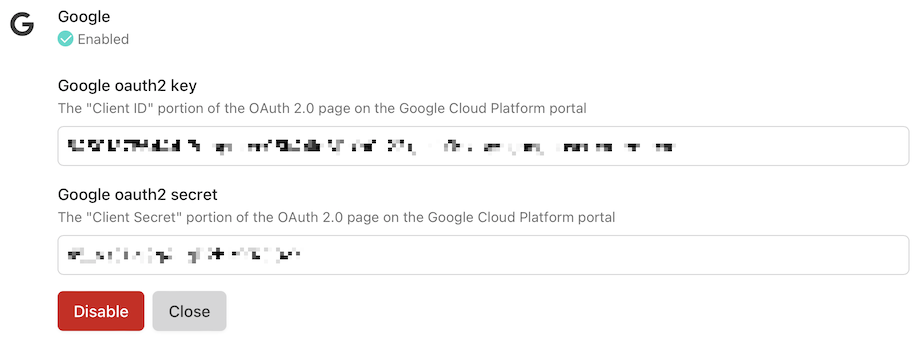 Google
Enabled
Google oauth2 key
The "Client ID" portion of the OAuth 2.0 page on the Google Cloud Platform portal
Google oauth2 secret
The "Client Secret" portion of the OAuth 2.0 page on the Google Cloud Platform portal
Disable Close